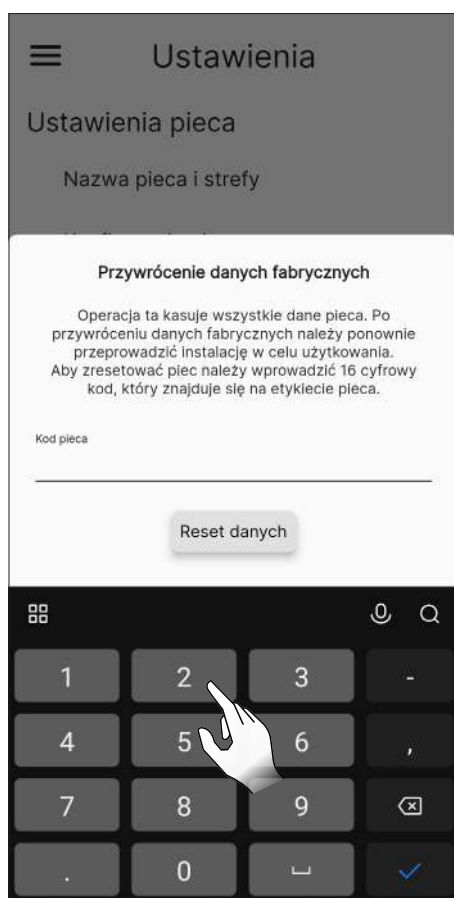 Ustawienia
Ustawienia pieca
Nazwa pieca i strefy
Przywrócenie danych fabrycznych
Operacja ta kasuje wszystkie dane pieca. Po
przywróceniu danych fabrycznych należy ponownie
przeprowadzić instalację w celu użytkowania.
Aby zresetować piec należy wprowadzić 16 cyfrowy
kod, który znajduje się na etykiecie pieca.
Kod pieca
Reset danych
1 2 3 -
4 5 6 ,
7 8 9
. 0